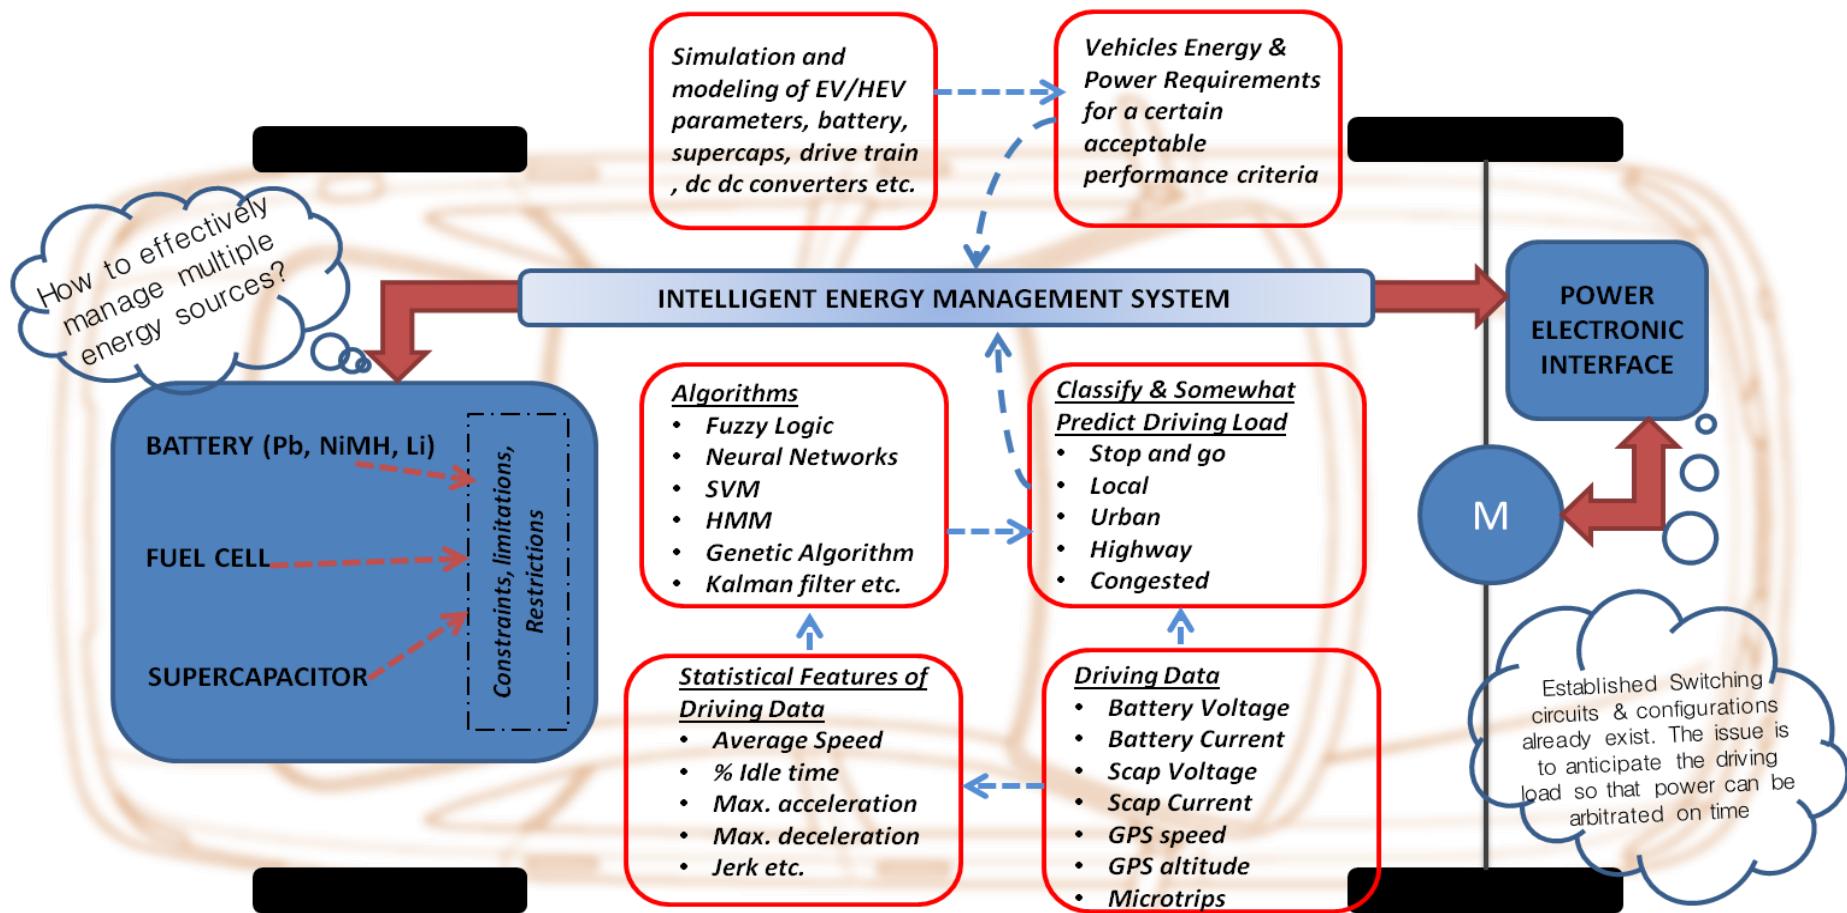 Simulation and
modeling of EV/HEV
parameters, battery,
supercaps, drive train
, dc dc converters etc.
Vehicles Energy &
Power Requirements
for a certain
acceptable
performance criteria
How to effectively
manage multiple
energy sources?
INTELLIGENT ENERGY MANAGEMENT SYSTEM
POWER
ELECTRONIC
INTERFACE
BATTERY (Pb, NiMH, Li)
FUEL CELL
SUPERCAPACITOR
Constraints, limitations,
Restrictions
Algorithms
• Fuzzy Logic
• Neural Networks
• SVM
• HMM
• Genetic Algorithm
• Kalman filter etc.
Classify & Somewhat
Predict Driving Load
• Stop and go
• Local
• Urban
• Highway
• Congested
M
Statistical Features of
Driving Data
• Average Speed
• % Idle time
• Max. acceleration
• Max. deceleration
• Jerk etc.
Driving Data
• Battery Voltage
• Battery Current
• Scap Voltage
• Scap Current
• GPS speed
• GPS altitude
• Microtrips
Established Switching
circuits & configurations
already exist. The issue is
to anticipate the driving
load so that power can be
arbitrated on time